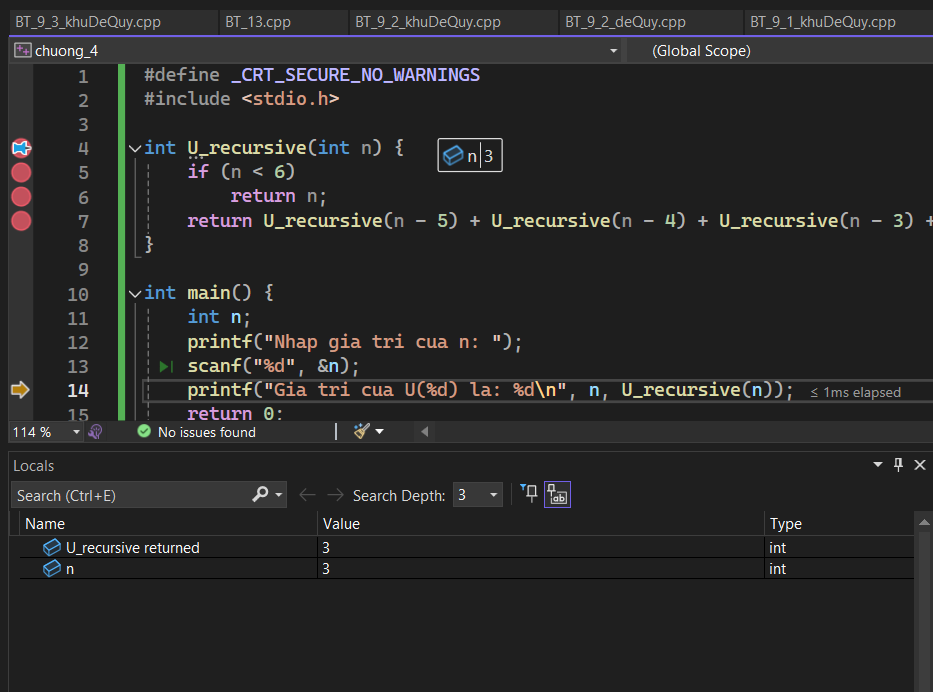 BT_9_3_khuDeQuy.cpp BT_13.cpp BT_9_2_khuDeQuy.cpp BT_9_2_deQuy.cpp BT_9_1_khuDeQuy.cpp
chuong_4 (Global Scope)
1 #define _CRT_SECURE_NO_WARNINGS
2 #include <stdio.h>
3
4 int U_recursive(int n) { n 3
5 if (n < 6)
6 return n;
7 return U_recursive(n - 5) + U_recursive(n - 4) + U_recursive(n - 3) +
8 }
9
10 int main() {
11 int n;
12 printf("Nhap gia tri cua n: ");
13 scanf("%d", &n);
14 printf("Gia tri cua U(%d) la: %d\n", n, U_recursive(n)); ≤ 1ms elapsed
15 return 0;
114 % No issues found
Locals
Search (Ctrl+E) Search Depth: 3
Name Value Type
U_recursive returned 3 int
n 3 int